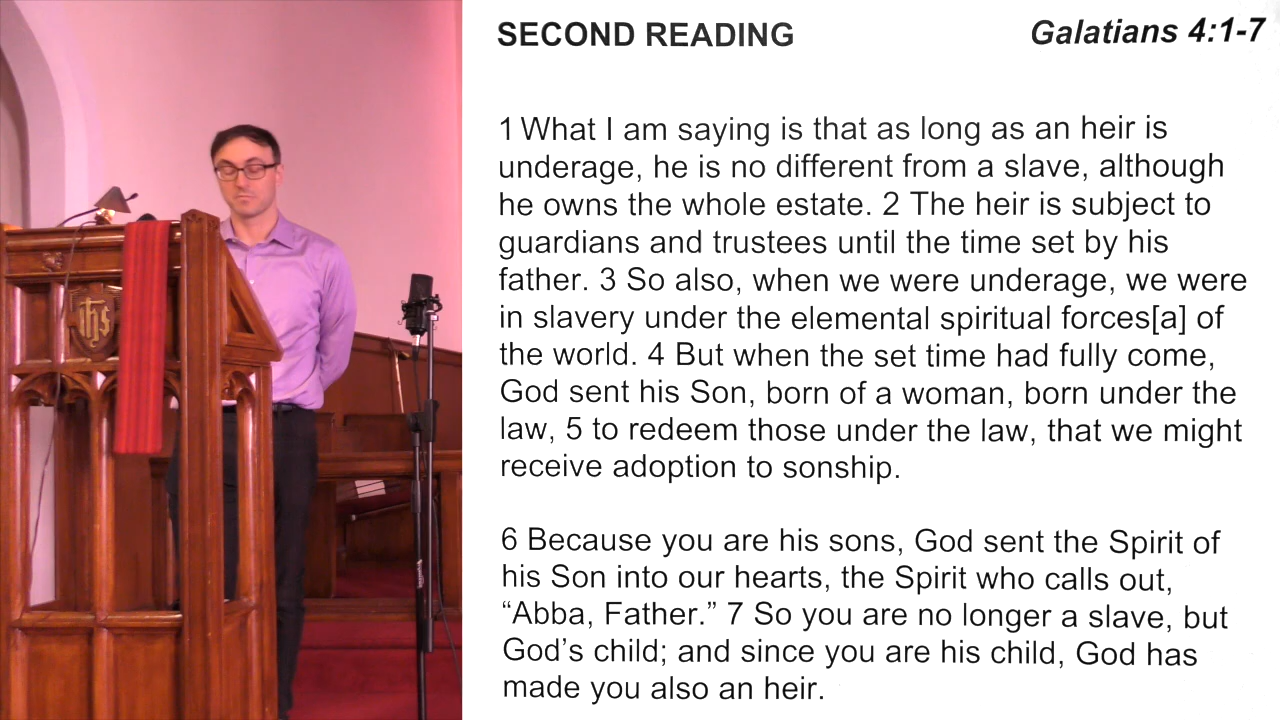 SECOND READING
Galatians 4:1-7
1 What I am saying is that as long as an heir is
underage, he is no different from a slave, although
he owns the whole estate. 2 The heir is subject to
guardians and trustees until the time set by his
father. 3 So also, when we were underage, we were
in slavery under the elemental spiritual forces[a] of
the world. 4 But when the set time had fully come,
God sent his Son, born of a woman, born under the
law, 5 to redeem those under the law, that we might
receive adoption to sonship.
6 Because you are his sons, God sent the Spirit of
his Son into our hearts, the Spirit who calls out,
“Abba, Father.” 7 So you are no longer a slave, but
God’s child; and since you are his child, God has
made you also an heir.
ihs